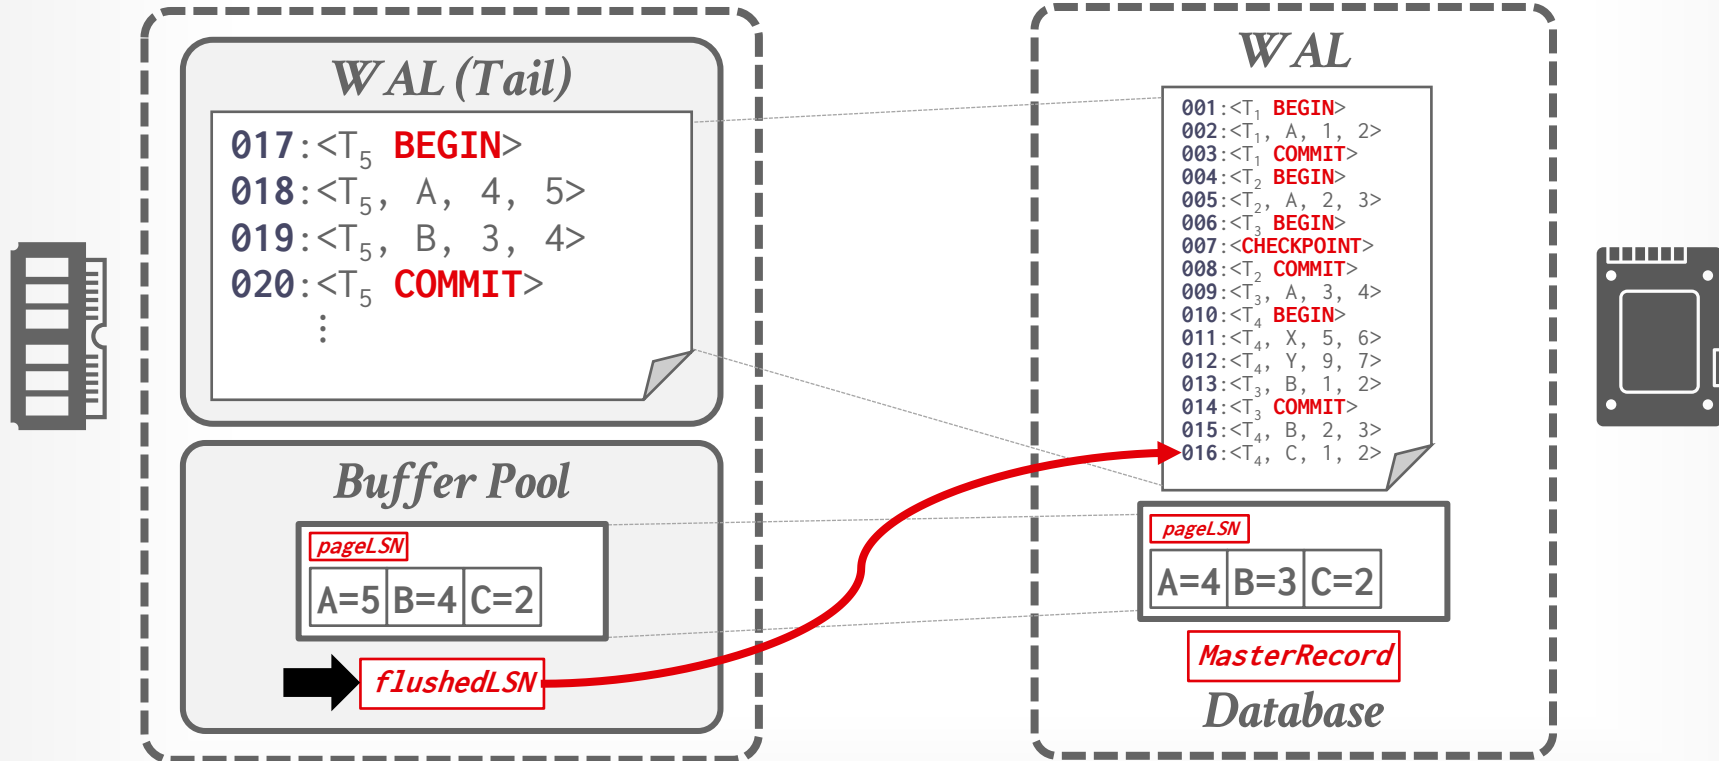 WAL (Tail)
017:<T5 BEGIN>
018:<T5, A, 4, 5>
019:<T5, B, 3, 4>
020:<T5 COMMIT>
⋮
Buffer Pool
pageLSN
A=5 B=4 C=2
flushedLSN
WAL
001:<T1 BEGIN>
002:<T1, A, 1, 2>
003:<T1 COMMIT>
004:<T2 BEGIN>
005:<T2, A, 2, 3>
006:<T3 BEGIN>
007:<CHECKPOINT>
008:<T2 COMMIT>
009:<T3, A, 3, 4>
010:<T4 BEGIN>
011:<T4, X, 5, 6>
012:<T4, Y, 9, 7>
013:<T3, B, 1, 2>
014:<T3 COMMIT>
015:<T4, B, 2, 3>
016:<T4, C, 1, 2>
pageLSN
A=4 B=3 C=2
MasterRecord
Database